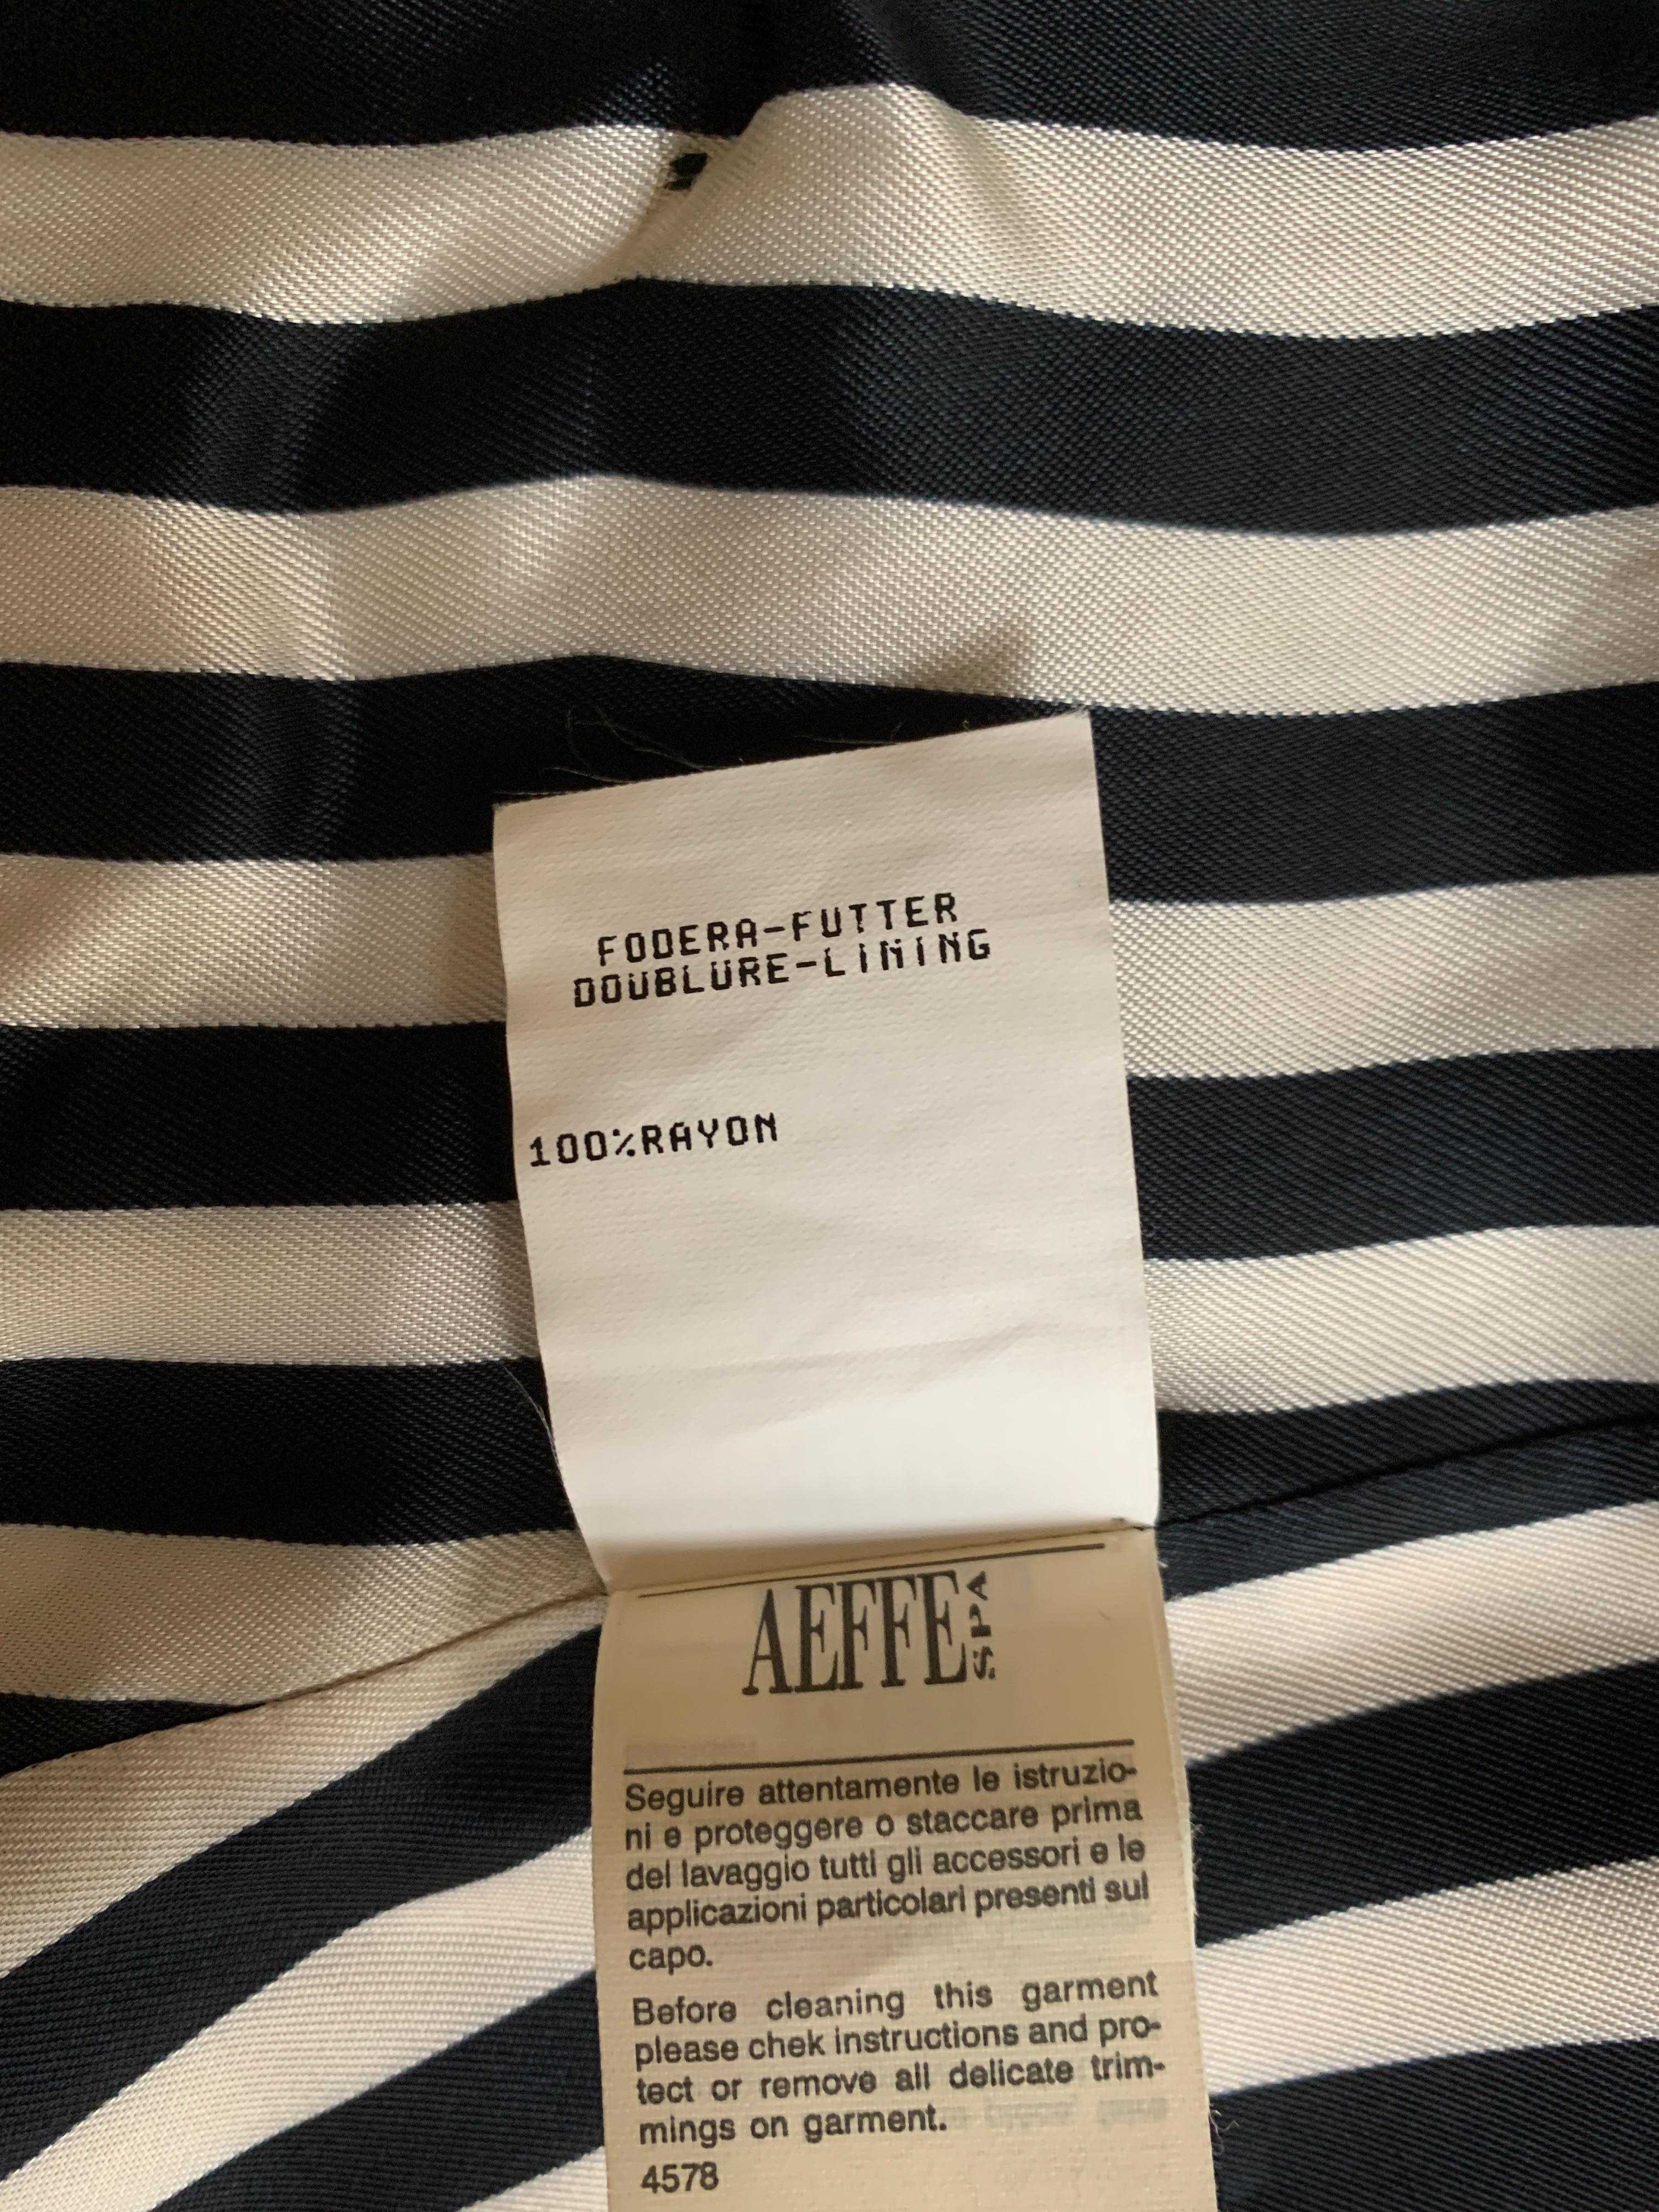 FODERA-FUTTER
DOUBLURE-LINING
100%RAYON
AEFFE SPA
Seguire attentamente le istruzio-
ni e proteggere o staccare prima
del lavaggio tutti gli accessori e le
applicazioni particolari presenti sul
capo.
Before cleaning this garment
please chek instructions and pro-
tect or remove all delicate trim-
mings on garment.
4578